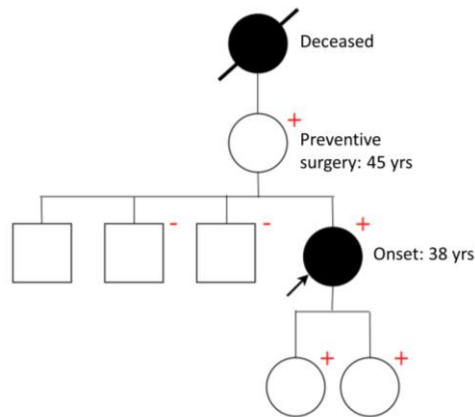 Deceased
+
Preventive
surgery: 45 yrs
-
-
+
Onset: 38 yrs
+
+